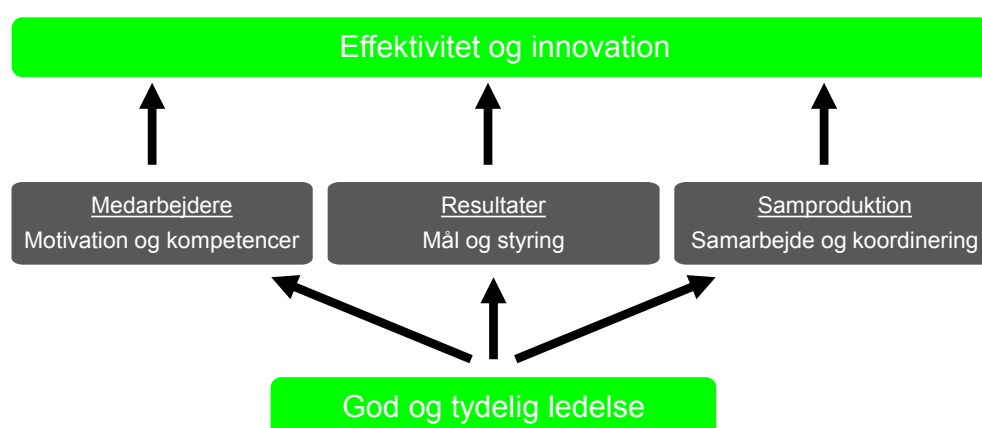 Effektivitet og innovation
Medarbejdere
Motivation og kompetencer
Resultater
Mål og styring
Samproduktion
Samarbejde og koordinering
God og tydelig ledelse